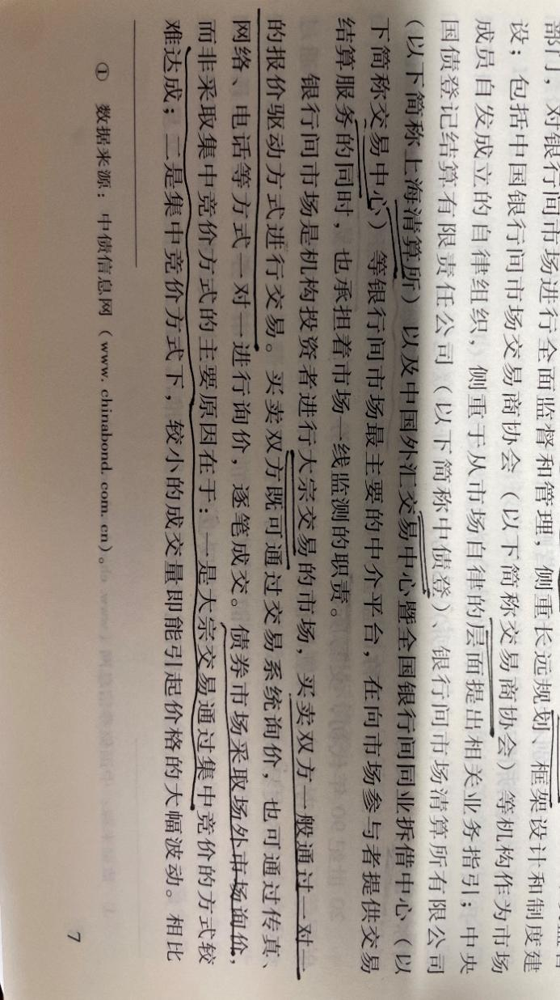 部门，对银行间市场进行全面监督和管理，侧重长远规划、框架设计和制度建
设；包括中国银行间市场交易商协会（以下简称交易商协会）等机构作为市场
成员自发成立的自律组织，侧重于从市场自律的层面提出相关业务指引；中央
国债登记结算有限责任公司（以下简称中债登）、银行间市场清算所有限公司
（以下简称上海清算所）以及中国外汇交易中心暨全国银行间同业拆借中心（以
下简称交易中心）等银行间市场最主要的中介平台，在向市场参与者提供交易
结算服务的同时，也承担着市场一线监测的职责。
银行间市场是机构投资者进行大宗交易的市场，买卖双方一般通过一对一
的报价驱动方式进行交易。买卖双方既可通过交易系统询价，也可通过传真、
网络、电话等方式一对一进行询价，逐笔成交。债券市场采取场外市场询价，
而非采取集中竞价方式的主要原因在于：一是大宗交易通过集中竞价的方式较
难达成；二是集中竞价方式下，较小的成交量即能引起价格的大幅波动。相比
① 数据来源：中债信息网（www. chinabond. com. cn）。
7